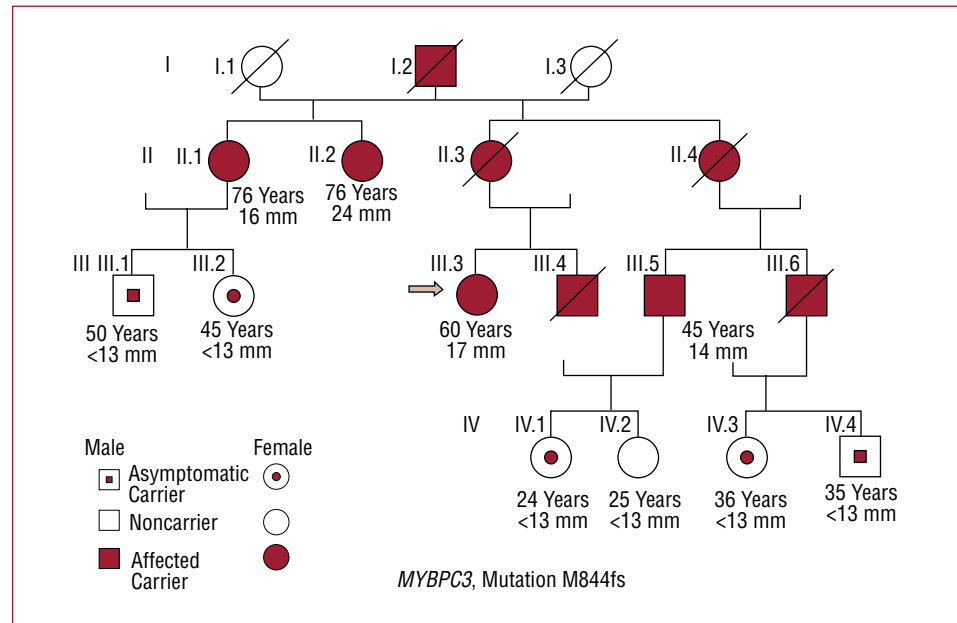 I I.1 I.2 I.3
II II.1 II.2 II.3 II.4
76 Years 76 Years
16 mm 24 mm
III III.1 III.2 III.3 III.4 III.5 III.6
50 Years 45 Years 60 Years 45 Years
<13 mm <13 mm 17 mm 14 mm
IV IV.1 IV.2 IV.3 IV.4
24 Years 25 Years 36 Years 35 Years
<13 mm <13 mm <13 mm <13 mm
Male Female
Asymptomatic
Carrier
Noncarrier
Affected
Carrier
MYBPC3, Mutation M844fs